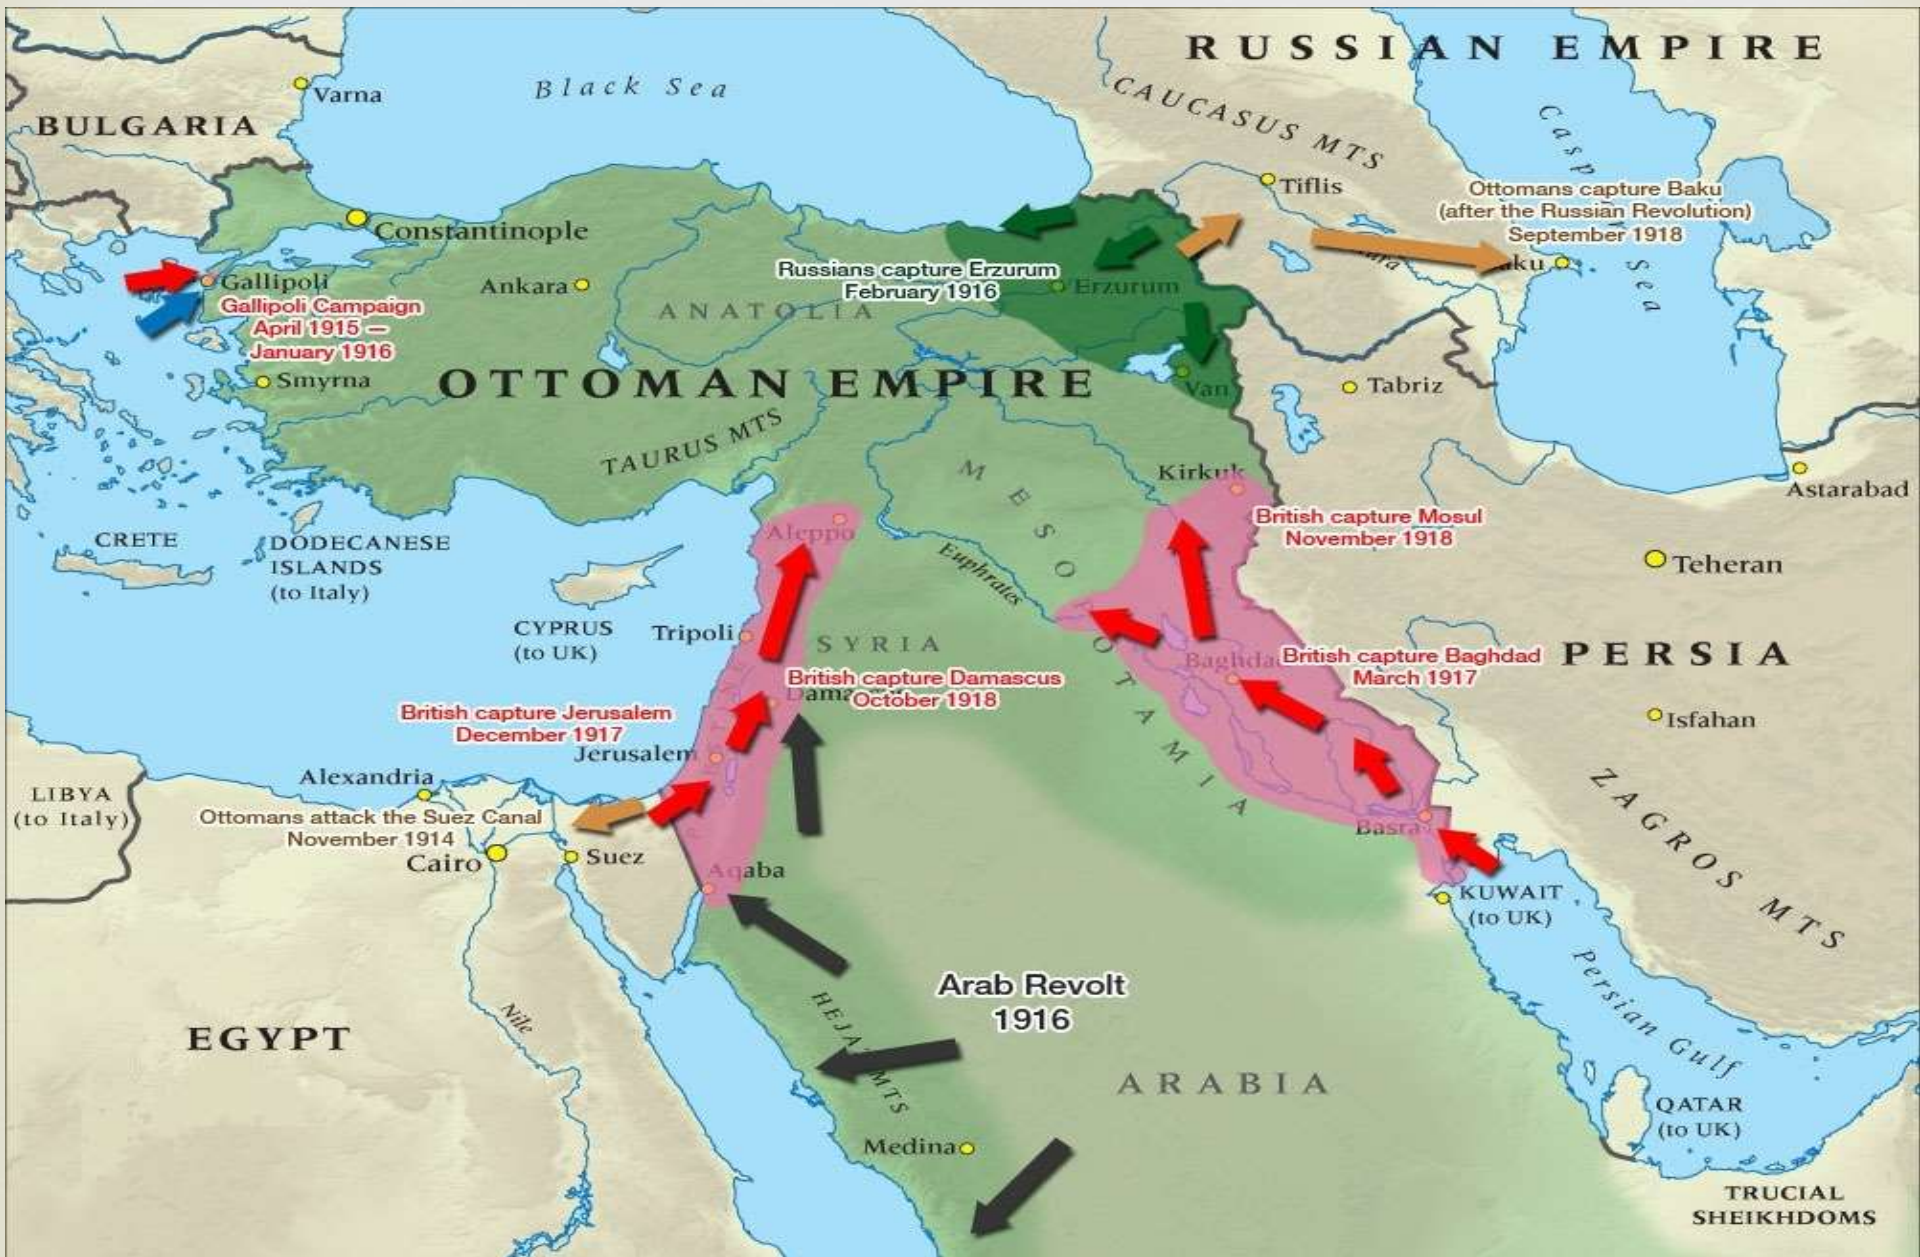 RUSSIAN EMPIRE
Black Sea
Varna
CAUCASUS MTS
Caspian Sea
BULGARIA
Tiflis
Ottomans capture Baku
(after the Russian Revolution)
September 1918
Constantinople
Baku
Gallipoli
Gallipoli Campaign
April 1915 —
January 1916
Ankara
Russians capture Erzurum
February 1916
Erzurum
ANATOLIA
Smyrna
OTTOMAN EMPIRE
Van
Tabriz
TAURUS MTS
Kirkuk
Astarabad
MESOPOTAMIA
British capture Mosul
November 1918
Aleppo
CRETE
DODECANESE
ISLANDS
(to Italy)
Euphrates
Teheran
CYPRUS
(to UK)
Tripoli
SYRIA
Baghdad
British capture Baghdad
March 1917
PERSIA
British capture Damascus
October 1918
British capture Jerusalem
December 1917
Jerusalem
Isfahan
Alexandria
LIBYA
(to Italy)
Ottomans attack the Suez Canal
November 1914
Cairo
Suez
Basra
ZAGROS MTS
Aqaba
KUWAIT
(to UK)
Arab Revolt
1916
HEJAZ MTS
Nile
Persian Gulf
EGYPT
ARABIA
Medina
QATAR
(to UK)
TRUCIAL
SHEIKHDOMS